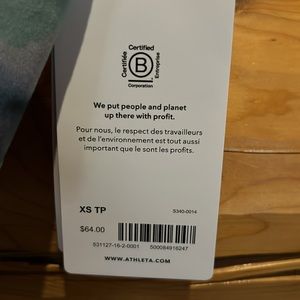 Certified
Certifiée
B
Entreprise
Corporation
We put people and planet
up there with profit.
Pour nous, le respect des travailleurs
et de l'environnement est tout aussi
important que le sont les profits.
XS TP
S340-0014
$64.00
531127-16-2-0001 500084916247
WWW.ATHLETA.COM